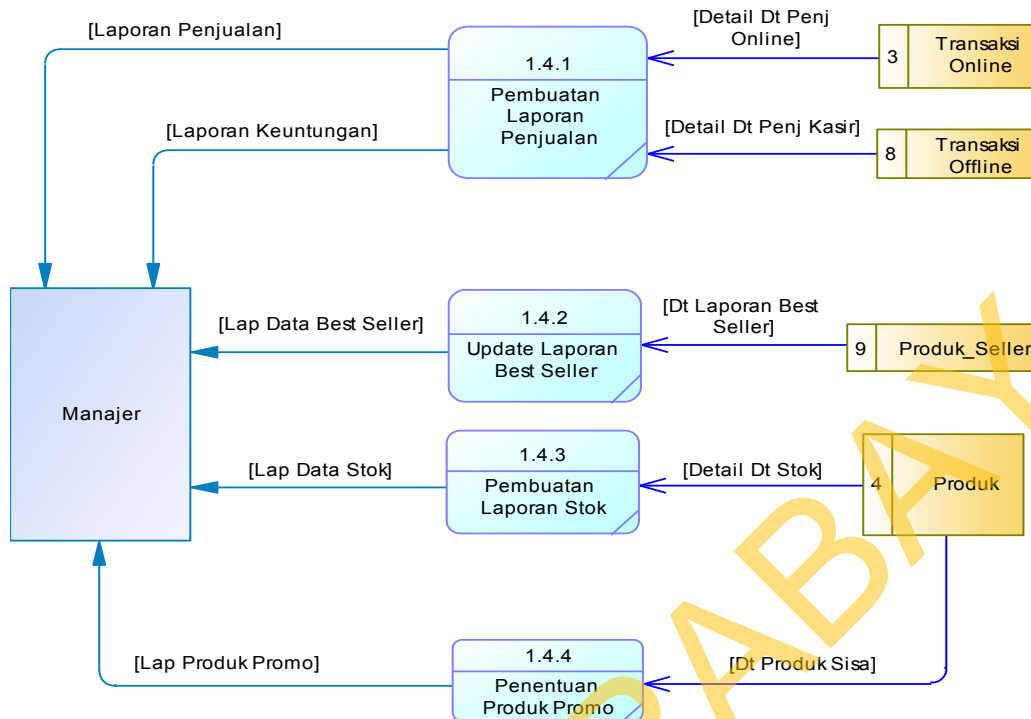 [Laporan Penjualan]
1.4.1
Pembuatan
Laporan
Penjualan
[Detail Dt Penj
Online]
3
Transaksi
Online
[Laporan Keuntungan]
[Detail Dt Penj Kasir]
8
Transaksi
Offline
Manajer
[Lap Data Best Seller]
1.4.2
Update Laporan
Best Seller
[Dt Laporan Best
Seller]
9
Produk_Seller
[Lap Data Stok]
1.4.3
Pembuatan
Laporan Stok
[Detail Dt Stok]
4
Produk
[Lap Produk Promo]
1.4.4
Penentuan
Produk Promo
[Dt Produk Sisa]
ABAY